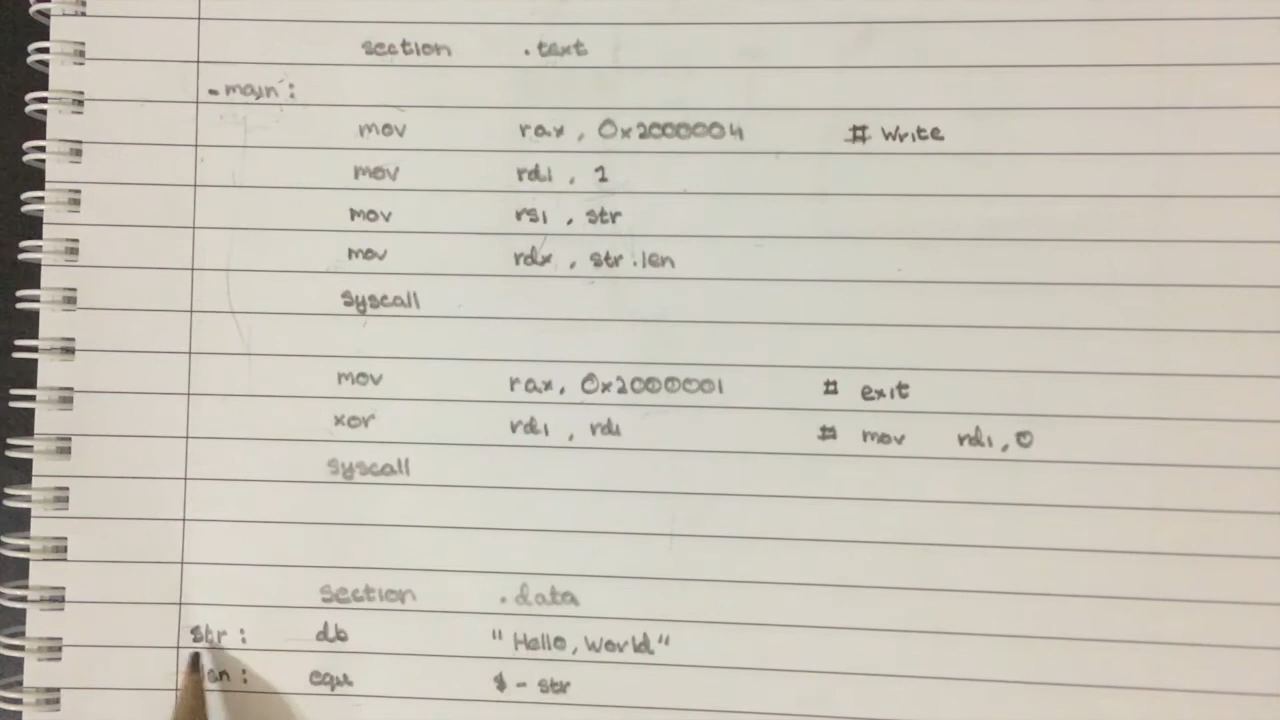 section .text
_main:
mov rax, 0x2000004 # write
mov rdi, 1
mov rsi, str
mov rdx, str.len
syscall
mov rax, 0x2000001 # exit
xor rdi, rdi # mov rdi, 0
syscall
section .data
str: db "Hello, World"
equ $ - str